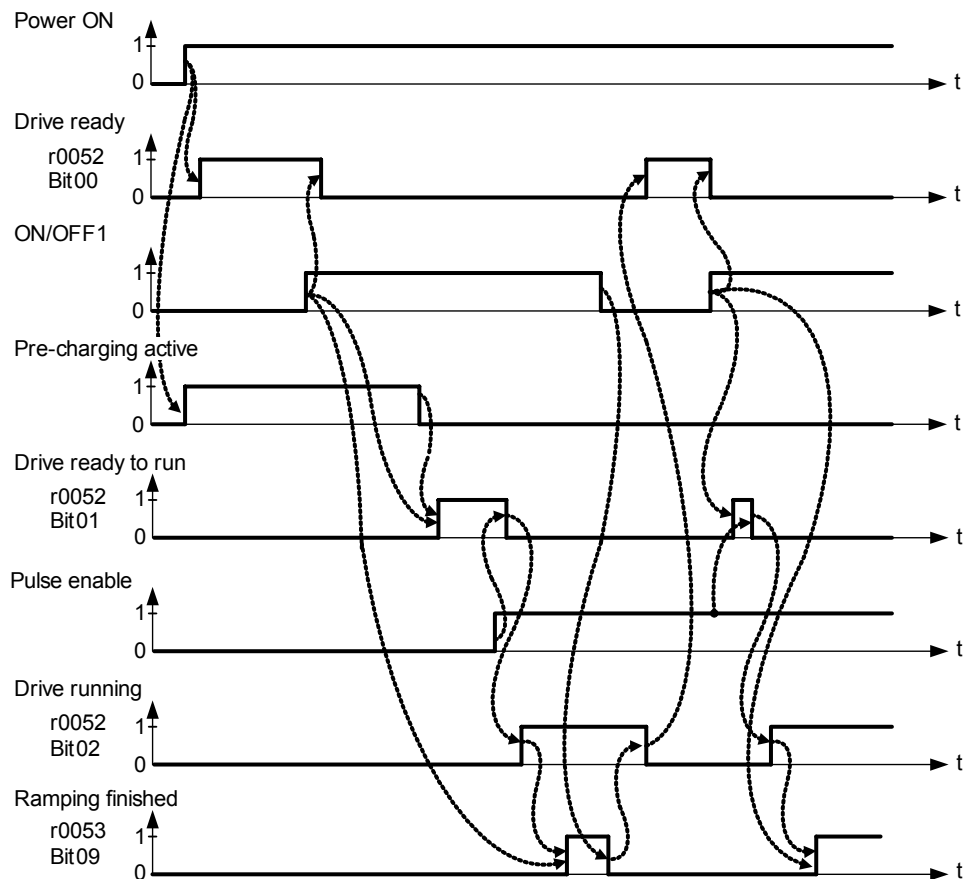 Power ON
1
0
t
Drive ready
r0052
Bit00
1
0
t
ON/OFF1
1
0
t
Pre-charging active
1
0
t
Drive ready to run
r0052
Bit01
1
0
t
Pulse enable
1
0
t
Drive running
r0052
Bit02
1
0
t
Ramping finished
r0053
Bit09
1
0
t